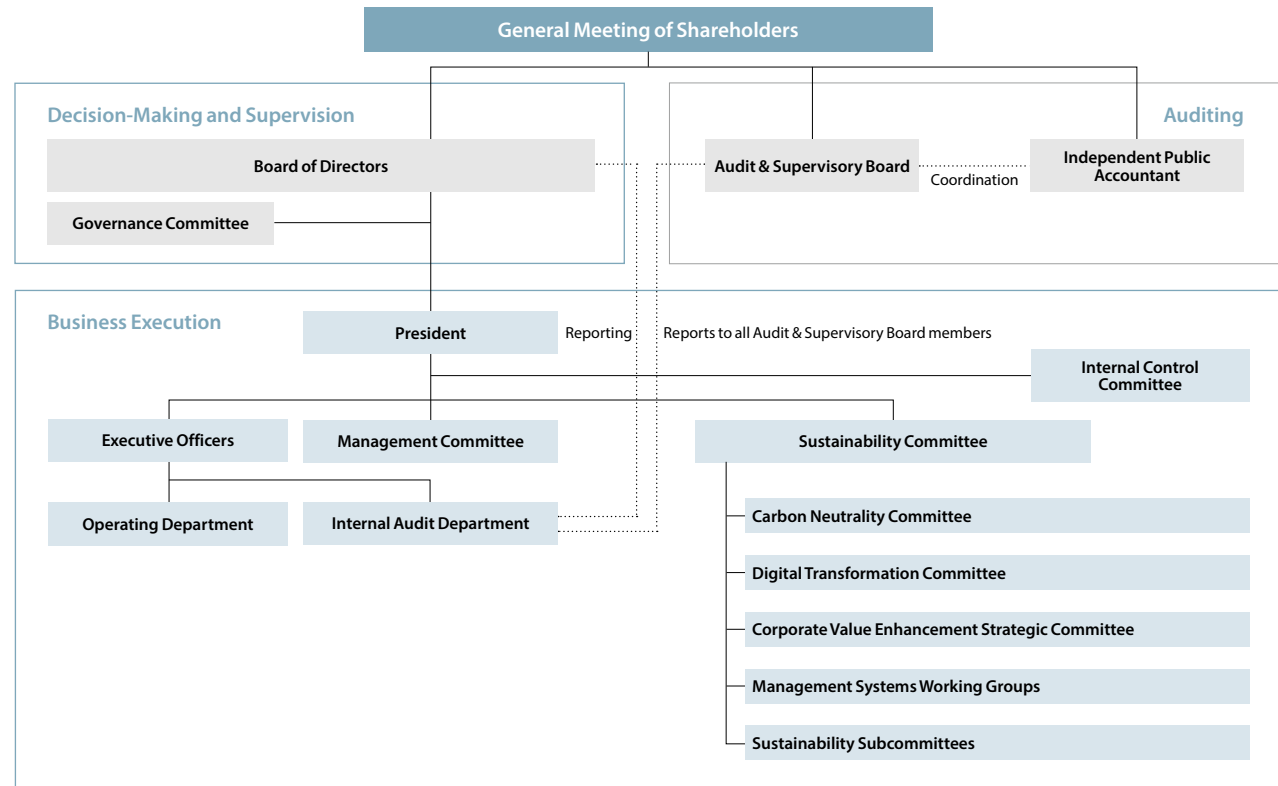 General Meeting of Shareholders
Decision-Making and Supervision
Auditing
Board of Directors
Audit & Supervisory Board
Coordination
Independent Public
Accountant
Governance Committee
Business Execution
President
Reporting
Reports to all Audit & Supervisory Board members
Internal Control
Committee
Executive Officers
Management Committee
Sustainability Committee
Operating Department
Internal Audit Department
Carbon Neutrality Committee
Digital Transformation Committee
Corporate Value Enhancement Strategic Committee
Management Systems Working Groups
Sustainability Subcommittees